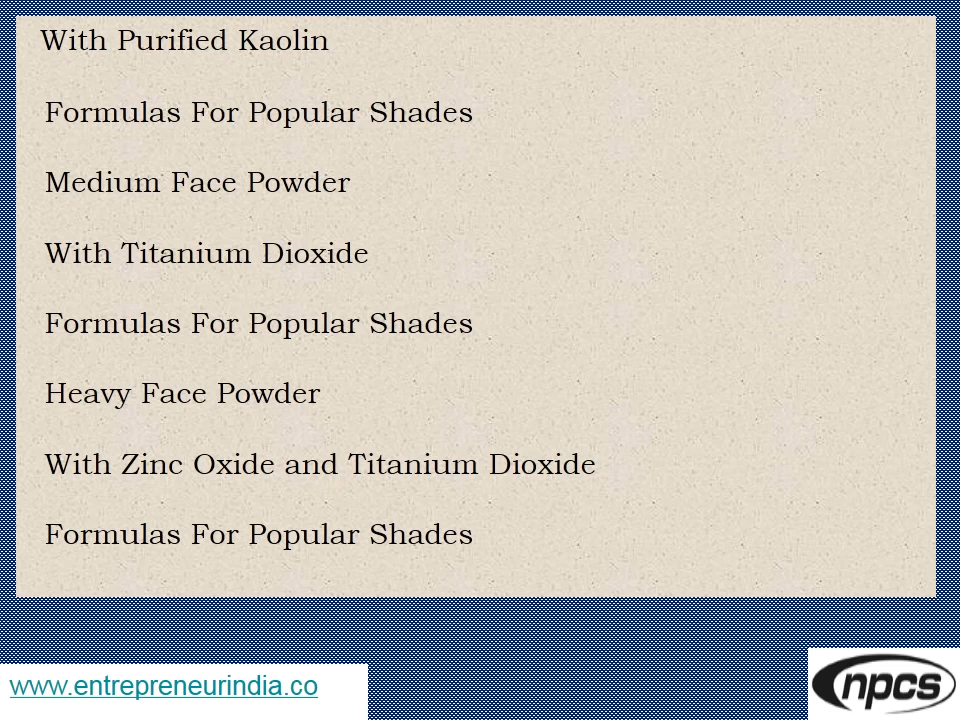 With Purified Kaolin
Formulas For Popular Shades
Medium Face Powder
With Titanium Dioxide
Formulas For Popular Shades
Heavy Face Powder
With Zinc Oxide and Titanium Dioxide
Formulas For Popular Shades
www.entrepreneurindia.co
npcs